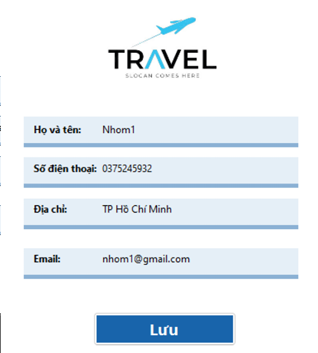 TRAVEL
SLOGAN COMES HERE
Họ và tên: Nhom1
Số điện thoại: 0375245932
Địa chỉ: TP Hồ Chí Minh
Email: nhom1@gmail.com
Lưu